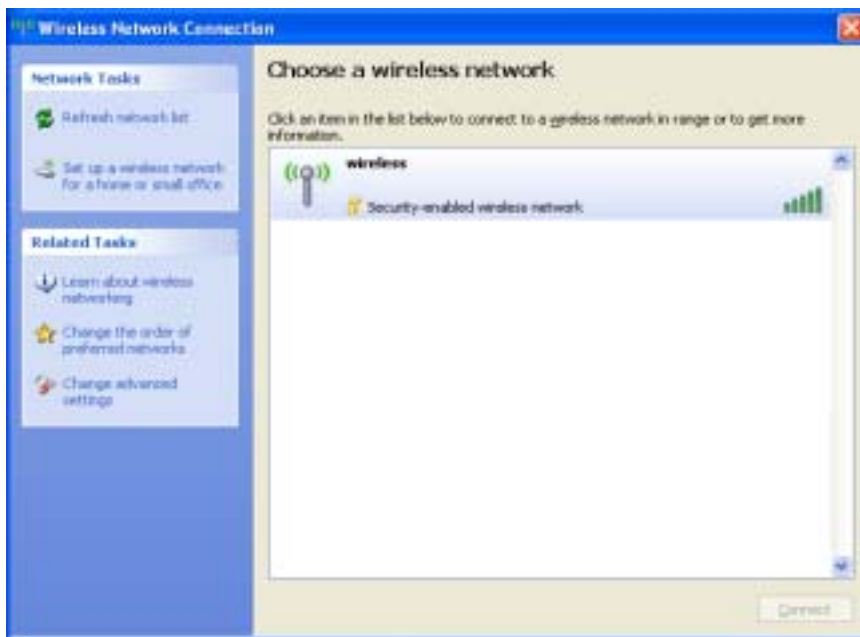 Wireless Network Connection
Network Tasks
Refresh network list
Set up a wireless network
for a home or small office
Related Tasks
Learn about wireless
networking
Change the order of
preferred networks
Change advanced
settings
Choose a wireless network
Click an item in the list below to connect to a wireless network in range or to get more
information.
wireless
Security-enabled wireless network
Connect